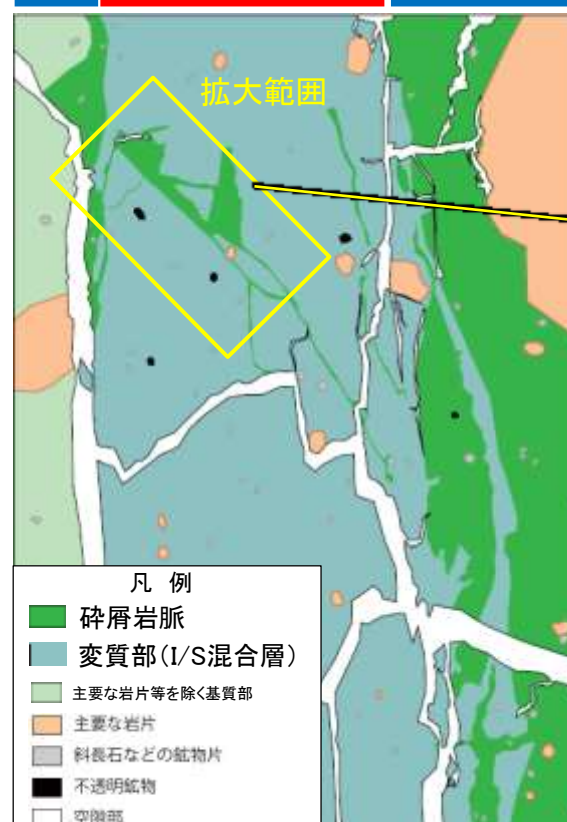 拡大範囲
凡 例
砕屑岩脈
変質部(I/S混合層)
主要な岩片等を除く基質部
主要な岩片
斜長石などの鉱物片
不透明鉱物
空隙部